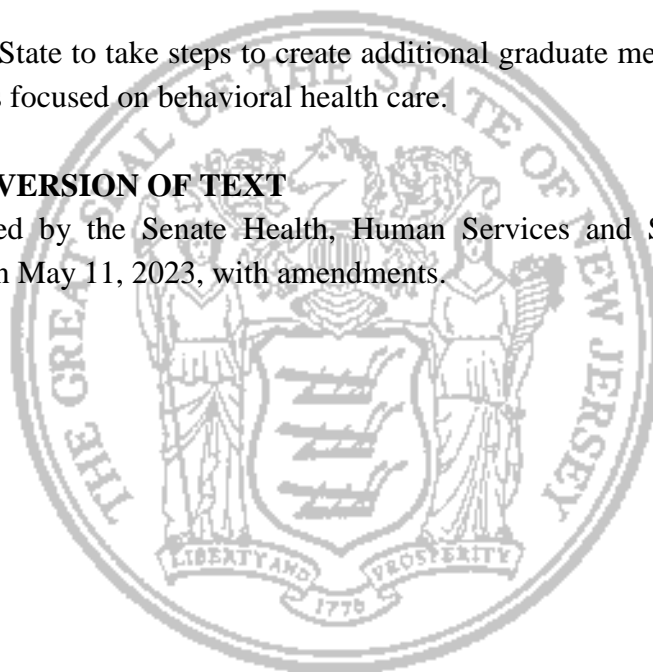 State to take steps to create additional graduate me
s focused on behavioral health care.
VERSION OF TEXT
ed by the Senate Health, Human Services and S
n May 11, 2023, with amendments.
THE GREAT SEAL OF THE STATE OF NEW JERSEY
LIBERTY AND PROSPERITY
1776